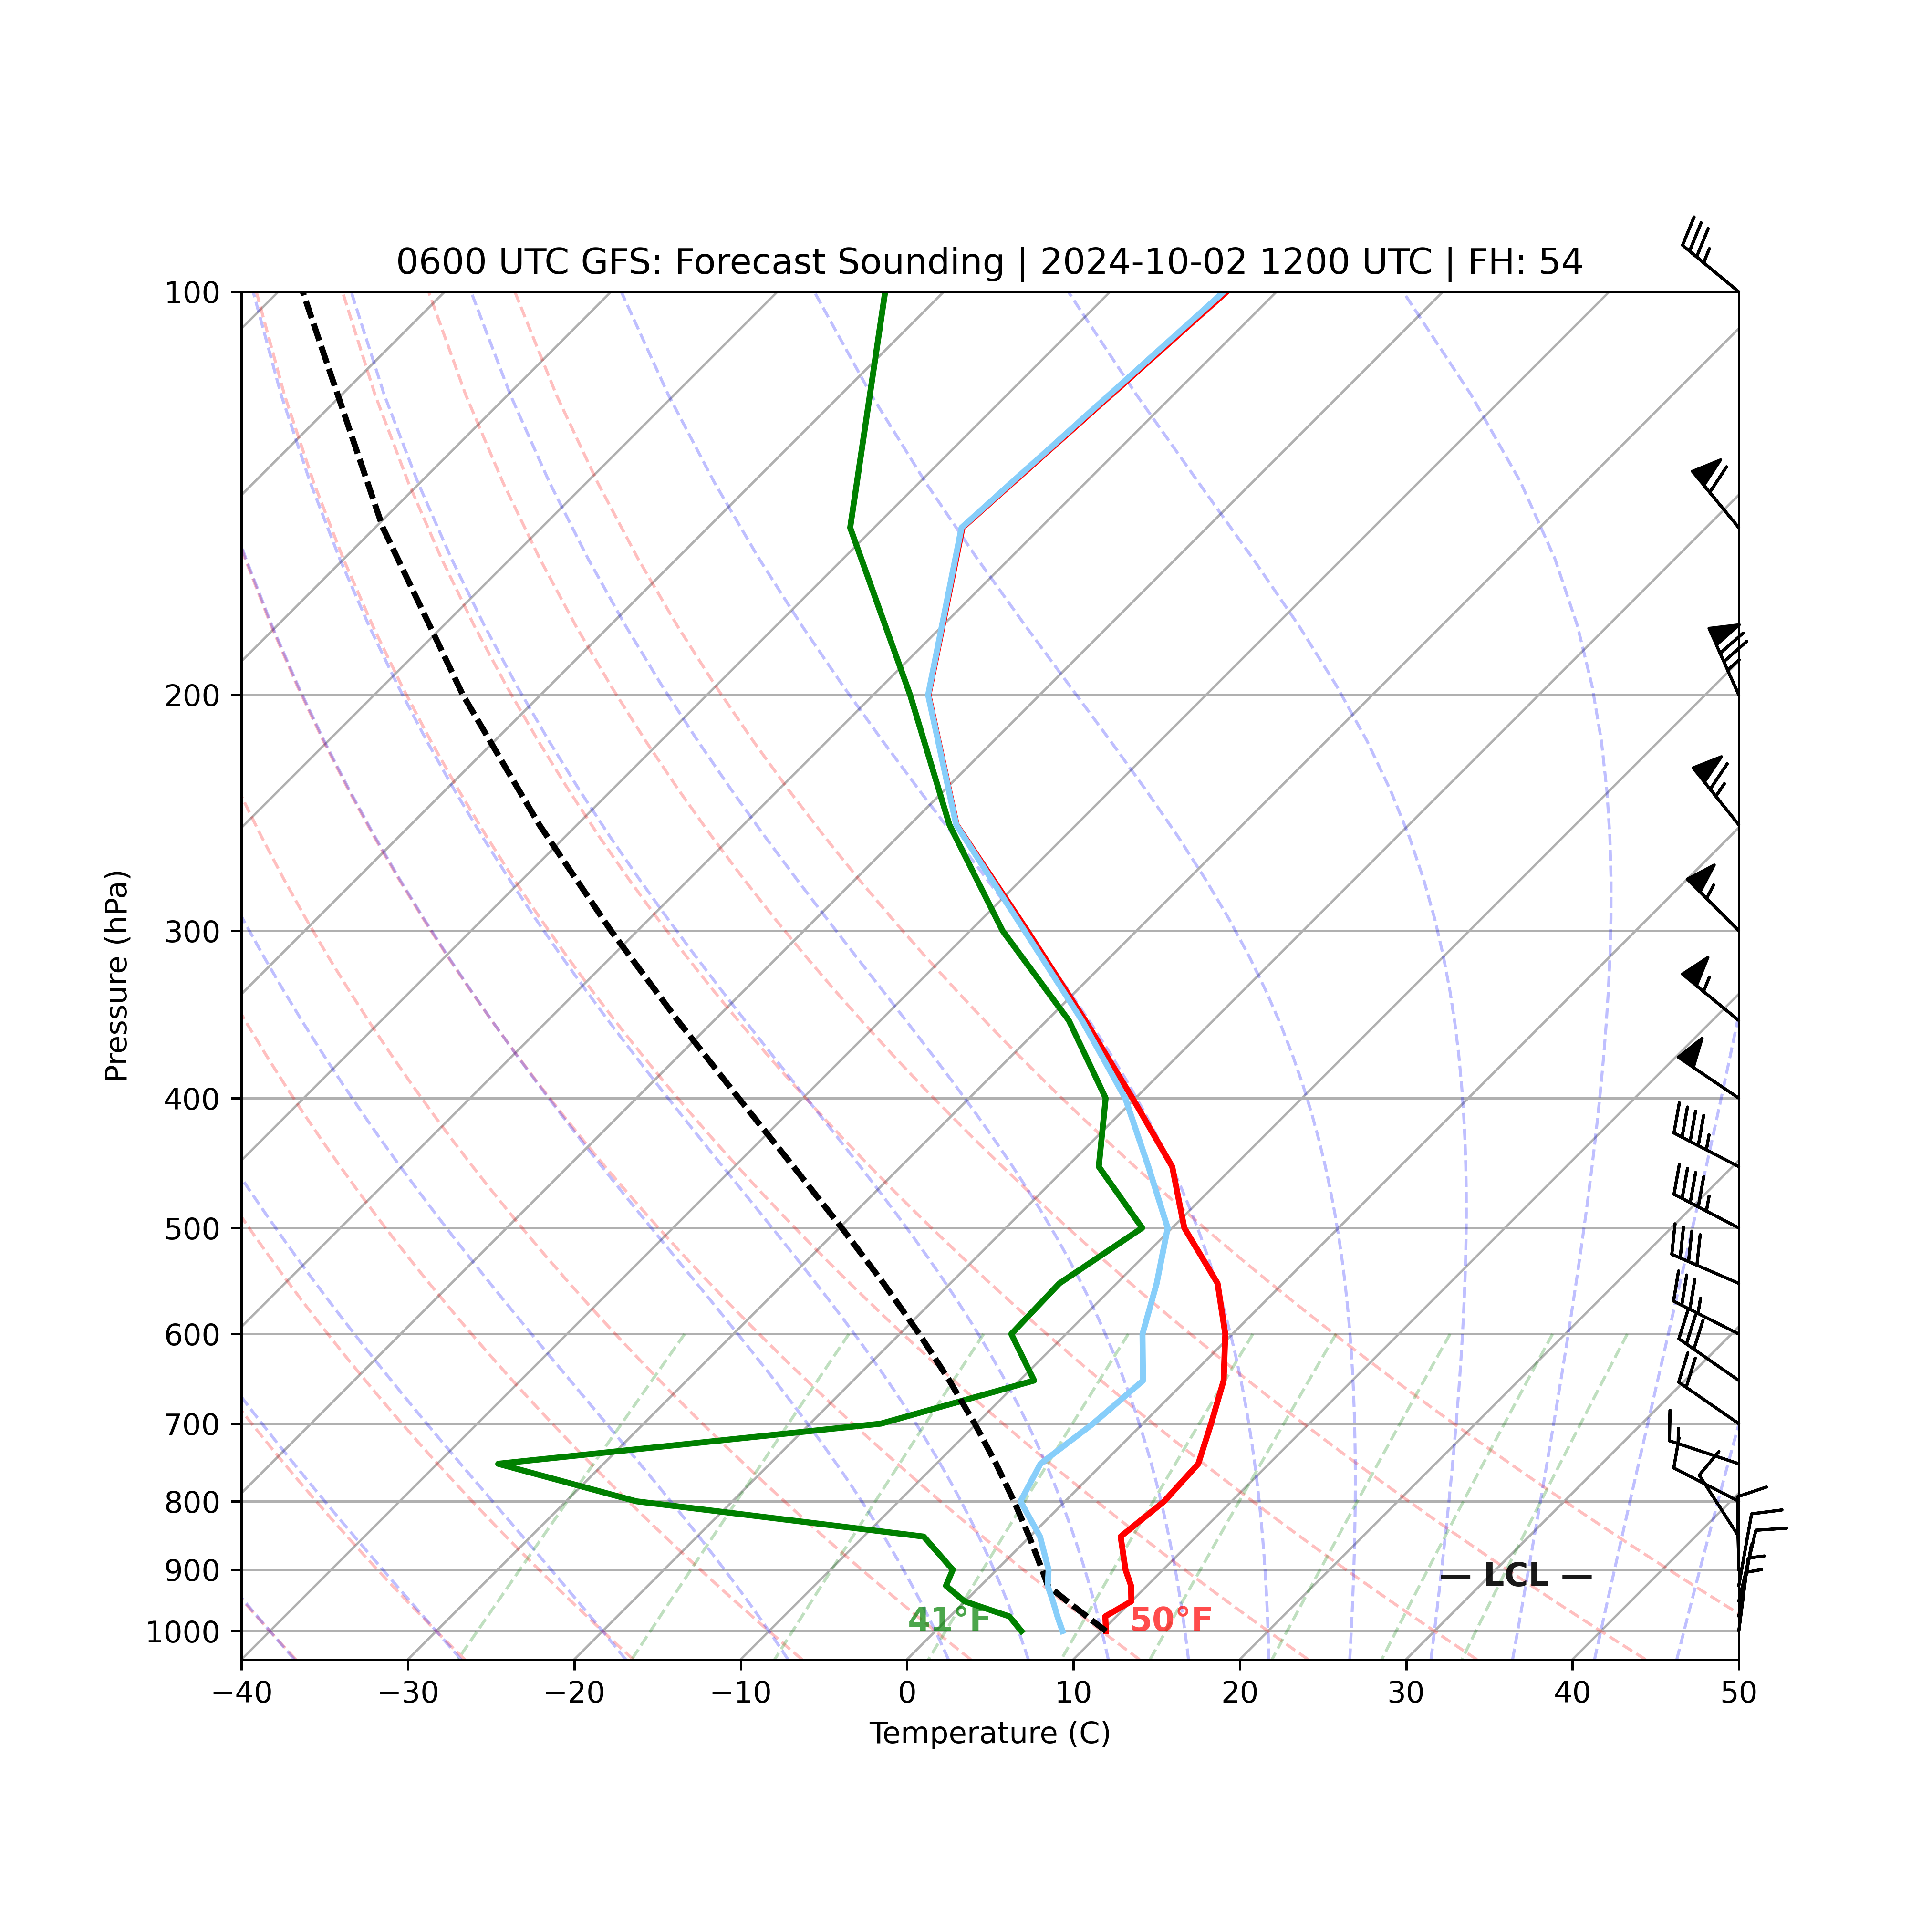 0600 UTC GFS: Forecast Sounding | 2024-10-02 1200 UTC | FH: 54
100
200
300
400
500
600
700
800
900
1000
Pressure (hPa)
— LCL —
41°F
50°F
−40 −30 −20 −10 0 10 20 30 40 50
Temperature (C)